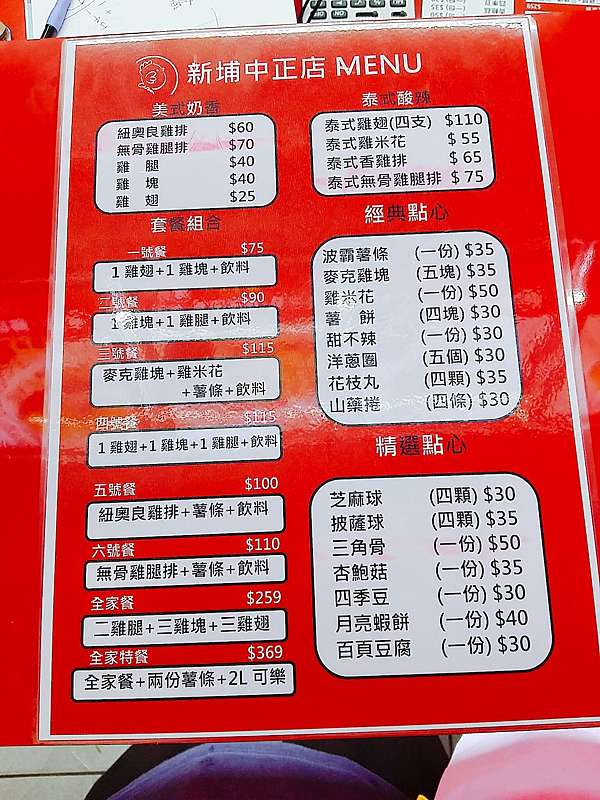 3
新埔中正店 MENU
美式奶香
紐奧良雞排 $60
無骨雞腿排 $70
雞 腿 $40
雞 塊 $40
雞 翅 $25
套餐組合
一號餐 $75
1雞翅+1雞塊+飲料
二號餐 $90
1雞塊+1雞腿+飲料
三號餐 $115
麥克雞塊+雞米花
+薯條+飲料
四號餐 $115
1雞翅+1雞塊+1雞腿+飲料
五號餐 $100
紐奧良雞排+薯條+飲料
六號餐 $110
無骨雞腿排+薯條+飲料
全家餐 $259
二雞腿+三雞塊+三雞翅
全家特餐 $369
全家餐+兩份薯條+2L 可樂
泰式酸辣
泰式雞翅(四支) $110
泰式雞米花 $ 55
泰式香雞排 $ 65
泰式無骨雞腿排 $ 75
經典點心
波霸薯條 (一份) $35
麥克雞塊 (五塊) $35
雞米花 (一份) $50
薯 餅 (四塊) $30
甜不辣 (一份) $30
洋蔥圈 (五個) $30
花枝丸 (四顆) $35
山藥捲 (四條) $30
精選點心
芝麻球 (四顆) $30
披薩球 (四顆) $35
三角骨 (一份) $50
杏鮑菇 (一份) $35
四季豆 (一份) $30
月亮蝦餅 (一份) $40
百頁豆腐 (一份) $30